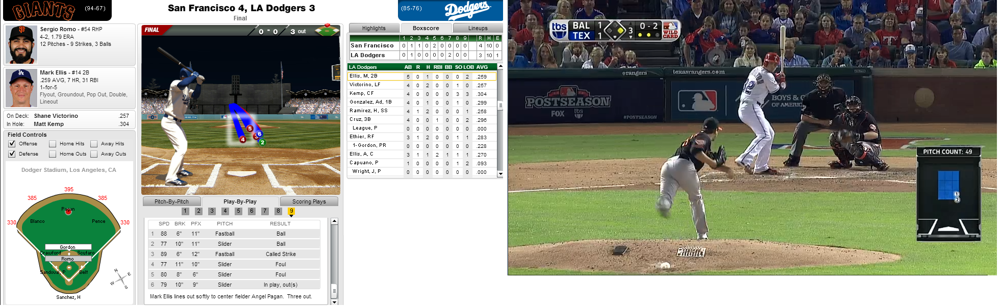 GIANTS
(94-67)
San Francisco 4, LA Dodgers 3
Final
(85-76)
Dodgers
Sergio Romo - #54 RHP
4-2, 1.79 ERA
12 Pitches - 9 Strikes, 3 Balls
Mark Ellis - #14 2B
.259 AVG, 7 HR, 31 RBI
1-for-5
Flyout, Groundout, Pop Out, Double,
Lineout
On Deck: Shane Victorino .257
In Hole: Matt Kemp .304
Field Controls
Offense Home Hits Away Hits
Defense Home Outs Away Outs
Dodger Stadium, Los Angeles, CA
395
385 385
Pagan
330 Blanco Pence 330
Gordon
Crawford Scutaro
Romo
Sandoval, P Belt
N
W E
S
Sanchez, H
FINAL 0 - 0 3 out
5
4 3 6
2
Pitch-By-Pitch Play-By-Play Scoring Plays
1 2 3 4 5 6 7 8 9
SPD BRK PFX PITCH RESULT
1 88 6" 11" Fastball Ball
2 77 10" 11" Slider Ball
3 89 6" 12" Fastball Called Strike
4 77 11" 10" Slider Foul
5 80 8" 6" Slider Foul
6 79 10" 9" Slider In play, out(s)
Mark Ellis lines out softly to center fielder Angel Pagan. Three out.
Highlights Boxscore Lineups
1 2 3 4 5 6 7 8 9 R H E
San Francisco 0 1 1 0 2 0 0 0 0 4 10 0
LA Dodgers 0 1 0 0 0 0 2 0 0 3 10 1
LA Dodgers AB R H RBI BB SO LOB AVG
Ellis, M, 2B 5 0 1 0 0 0 2 .259
Victorino, LF 4 0 2 0 0 1 0 .257
Kemp, CF 4 0 0 0 0 3 3 .304
Gonzalez, Ad, 1B 4 0 1 0 0 1 0 .299
Ramirez, H, SS 4 1 2 0 0 0 1 .258
Cruz, 3B 4 0 0 1 0 0 2 .296
League, P 0 0 0 0 0 0 0 .000
Ethier, RF 3 1 2 0 0 1 1 .283
1-Gordon, PR 0 0 0 0 0 0 0 .228
Ellis, A, C 3 1 1 2 1 1 1 .270
Capuano, P 1 0 0 0 0 1 2 .093
Wright, J, P 0 0 0 0 0 0 0 .000
tbs BAL 1 3 0 - 2
TEX 1 WILD CARD
@rangers texasrangers.com
POSTSEASON
FOX tbs
#POSTSEASON
BOYS & G
OF AMERIC
PITCH COUNT: 49
1
2